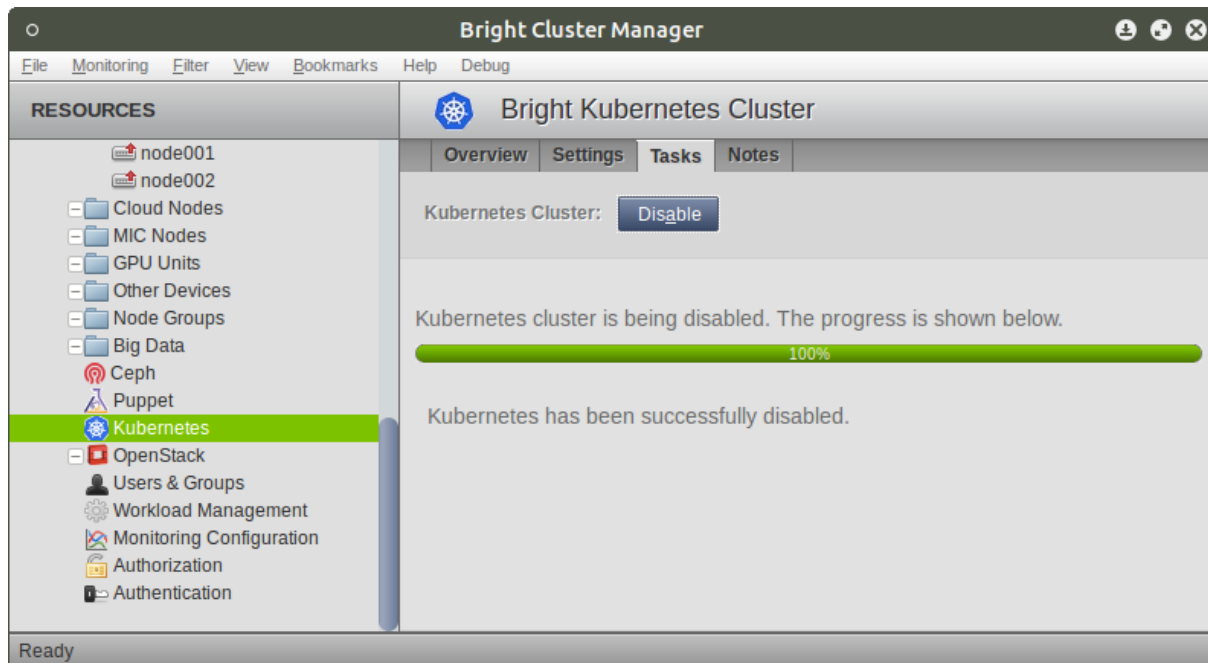 Bright Cluster Manager
File Monitoring Filter View Bookmarks Help Debug
RESOURCES
node001
node002
Cloud Nodes
MIC Nodes
GPU Units
Other Devices
Node Groups
Big Data
Ceph
Puppet
Kubernetes
OpenStack
Users & Groups
Workload Management
Monitoring Configuration
Authorization
Authentication
Bright Kubernetes Cluster
Overview Settings Tasks Notes
Kubernetes Cluster: Disable
Kubernetes cluster is being disabled. The progress is shown below.
100%
Kubernetes has been successfully disabled.
Ready